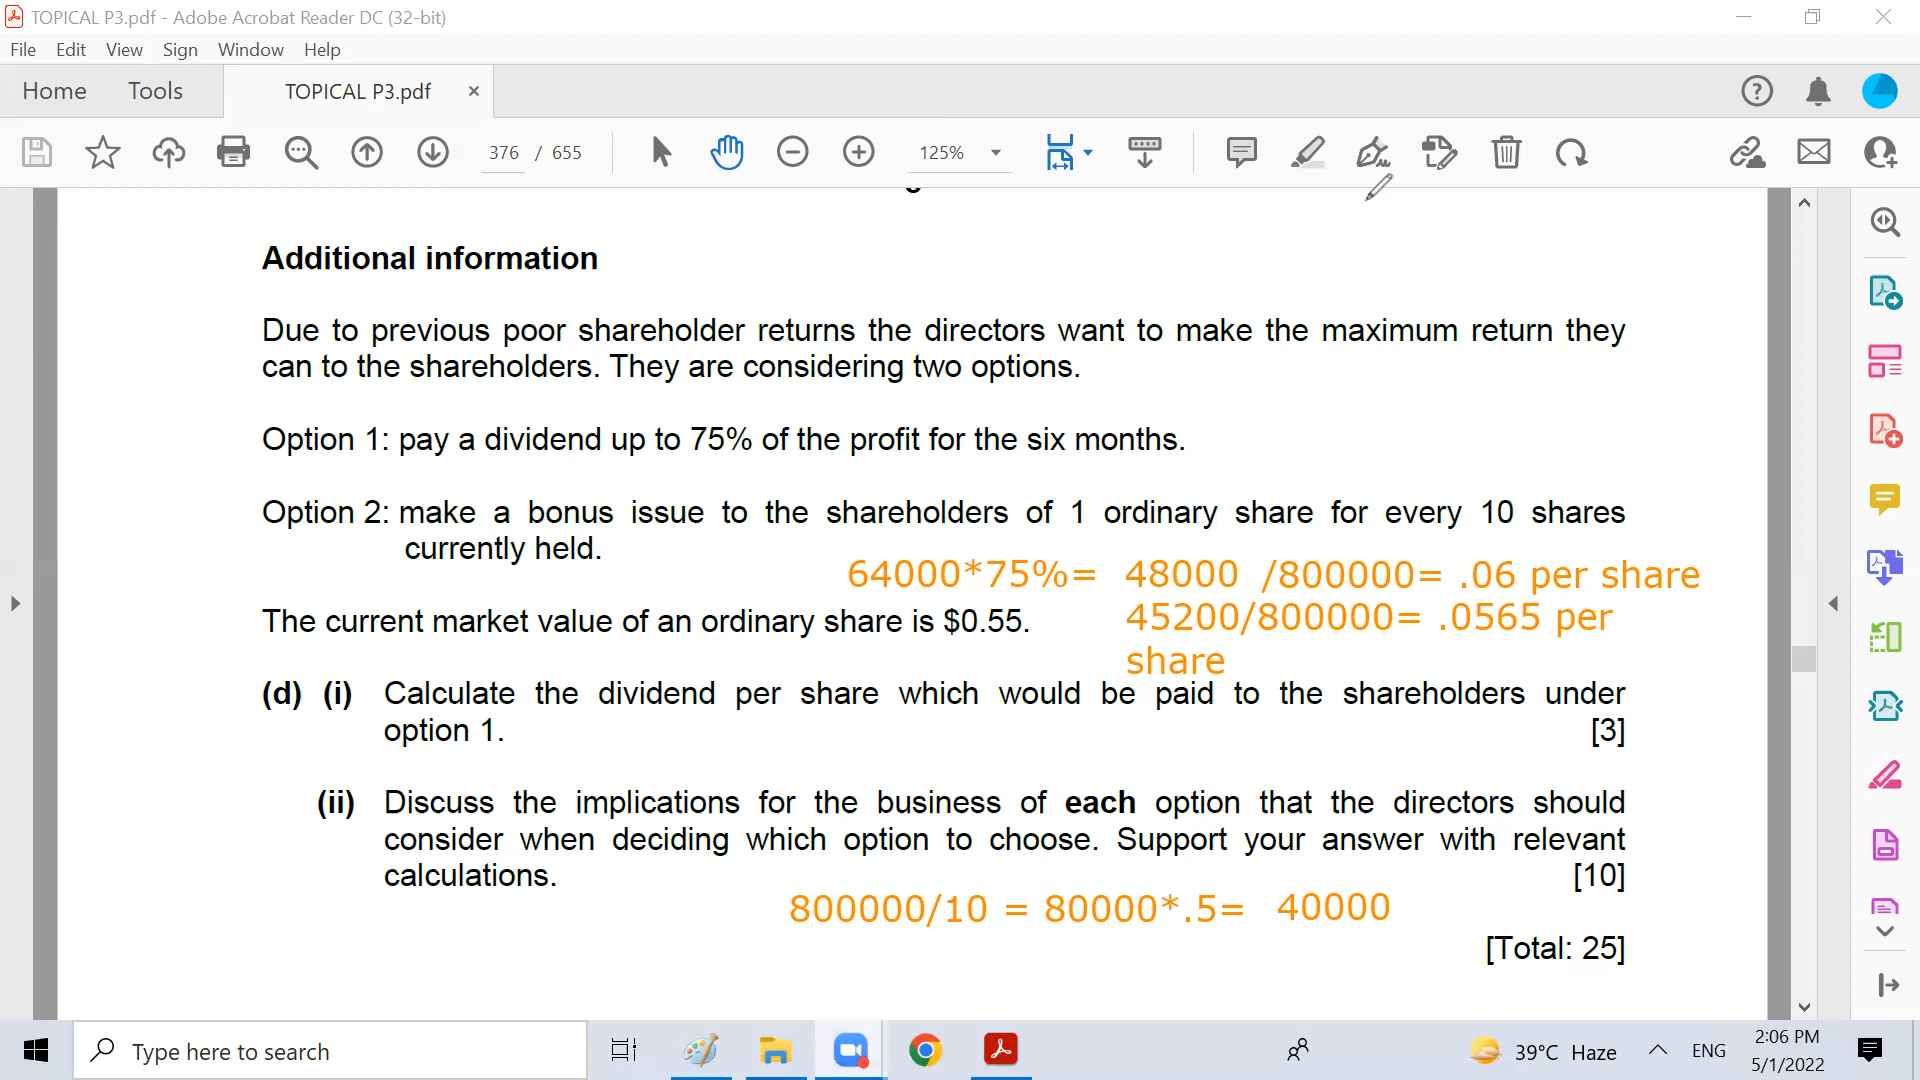 TOPICAL P3.pdf - Adobe Acrobat Reader DC (32-bit)
File Edit View Sign Window Help
Home Tools TOPICAL P3.pdf ×
376 / 655 125%
Additional information
Due to previous poor shareholder returns the directors want to make the maximum return they
can to the shareholders. They are considering two options.
Option 1: pay a dividend up to 75% of the profit for the six months.
Option 2: make a bonus issue to the shareholders of 1 ordinary share for every 10 shares
currently held.
64000*75%= 48000 /800000= .06 per share
The current market value of an ordinary share is $0.55.
45200/800000= .0565 per
share
(d) (i) Calculate the dividend per share which would be paid to the shareholders under
option 1. [3]
(ii) Discuss the implications for the business of each option that the directors should
consider when deciding which option to choose. Support your answer with relevant
calculations. [10]
800000/10 = 80000*.5= 40000
[Total: 25]
Type here to search
39°C Haze ENG
2:06 PM
5/1/2022